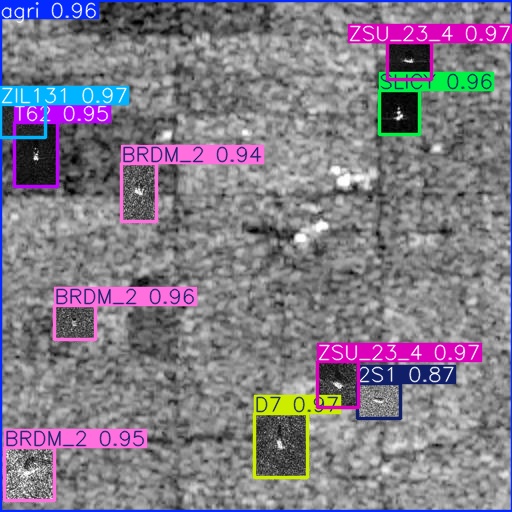 agri 0.96
ZSU_23_4 0.97
SLICY 0.96
ZIL131 0.97
T62 0.95
BRDM_2 0.94
BRDM_2 0.96
ZSU_23_4 0.97
2S1 0.87
D7 0.97
BRDM_2 0.95